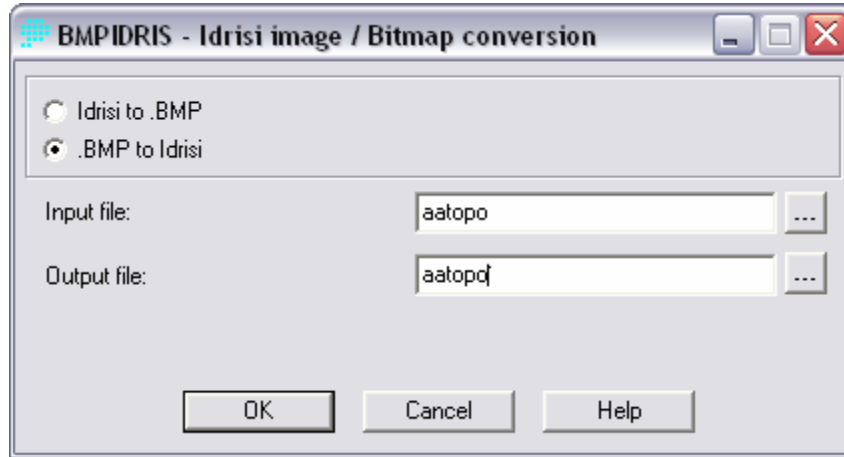 BMPIDRIS - Idrisi image / Bitmap conversion
Idrisi to .BMP
.BMP to Idrisi
Input file: aatopo ...
Output file: aatopo ...
OK Cancel Help